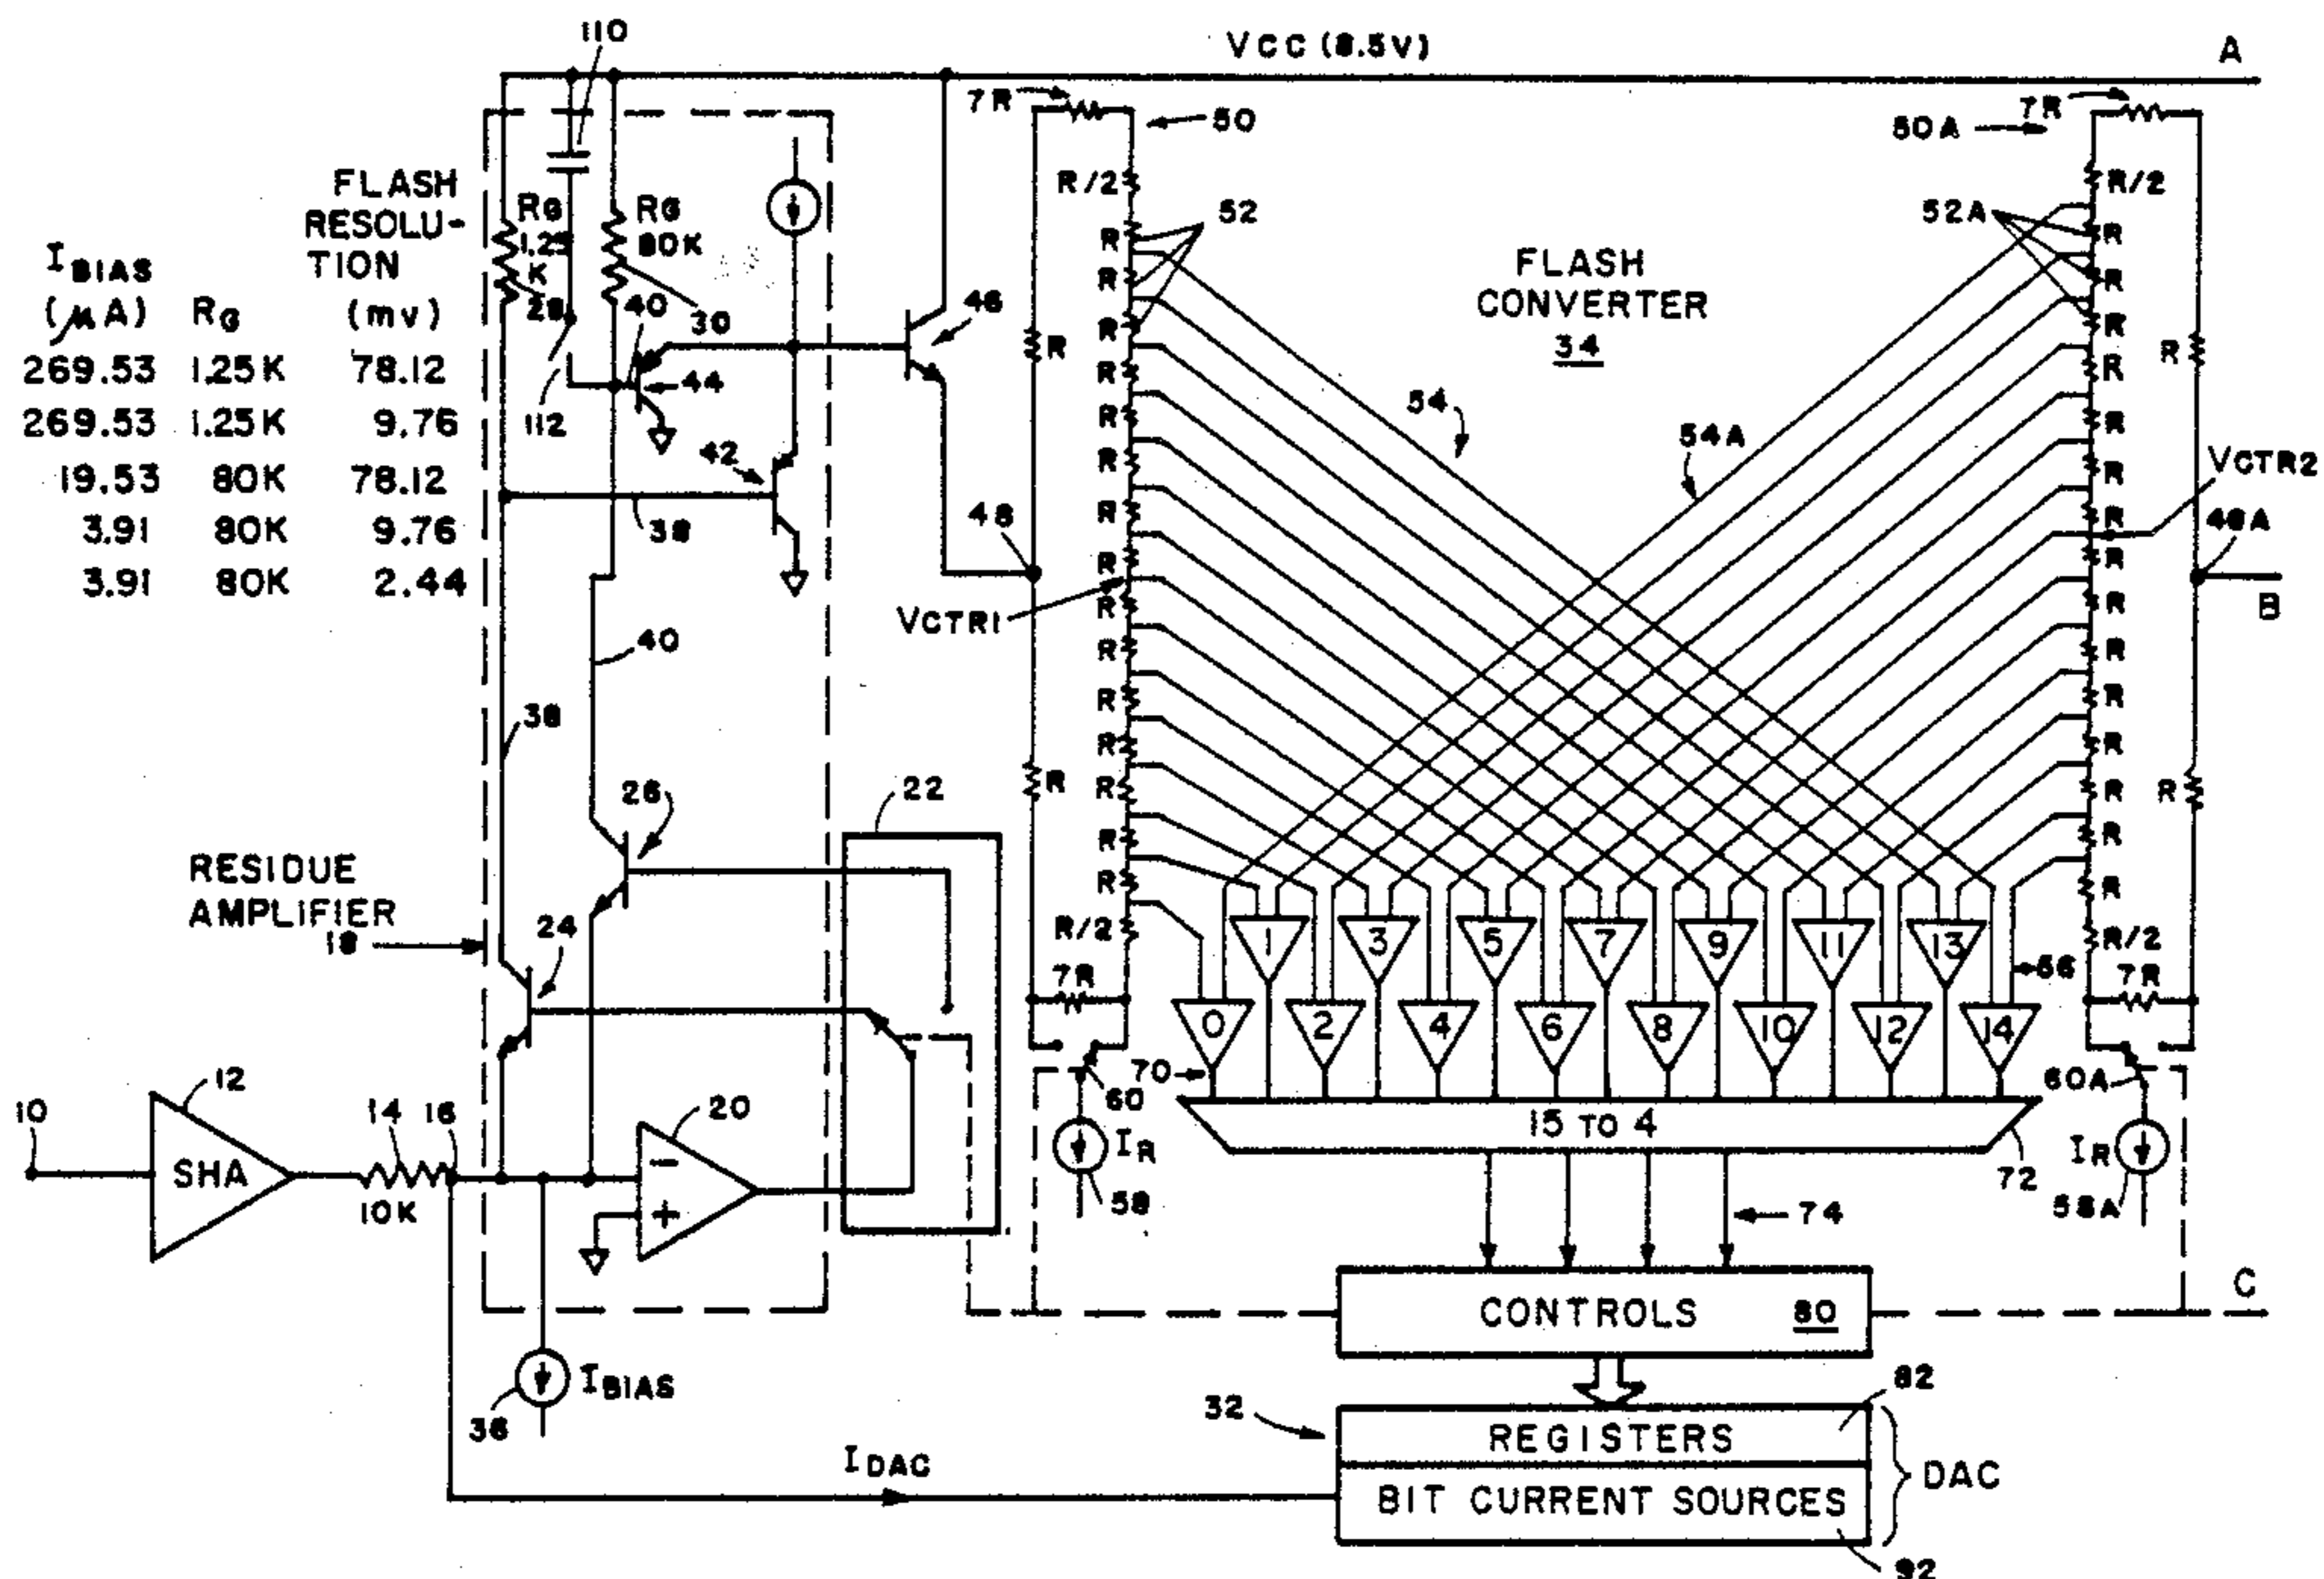 110
VCC (8.5V)
A
7R
50
50A
7R
FLASH
RESOLU-
TION
(mv)
IBIAS
(μA)
RG
269.53 1.25K 78.12
269.53 1.25K 9.76
19.53 80K 78.12
3.91 80K 9.76
3.91 80K 2.44
RG
1.25
K
28
RG
80K
40
30
112
44
42
38
46
48
VCTR1
R/2
52
R
R
R
R
R
R
R
R
R
R
R
R
R
R
R/2
7R
R
R
FLASH
CONVERTER
34
54
54A
52A
R/2
R
R
R
R
R
R
R
R
R
R
R
R
R
R
R/2
7R
R
R
VCTR2
48A
B
40
38
26
22
RESIDUE
AMPLIFIER
18
24
1 3 5 7 9 11 13
0 2 4 6 8 10 12 14
56
70
60
60A
IR
58
IR
58A
15 TO 4
72
74
10
12
SHA
14
10K
16
20
−
+
36
IBIAS
CONTROLS 80
C
32
82
REGISTERS
BIT CURRENT SOURCES
DAC
92
IDAC